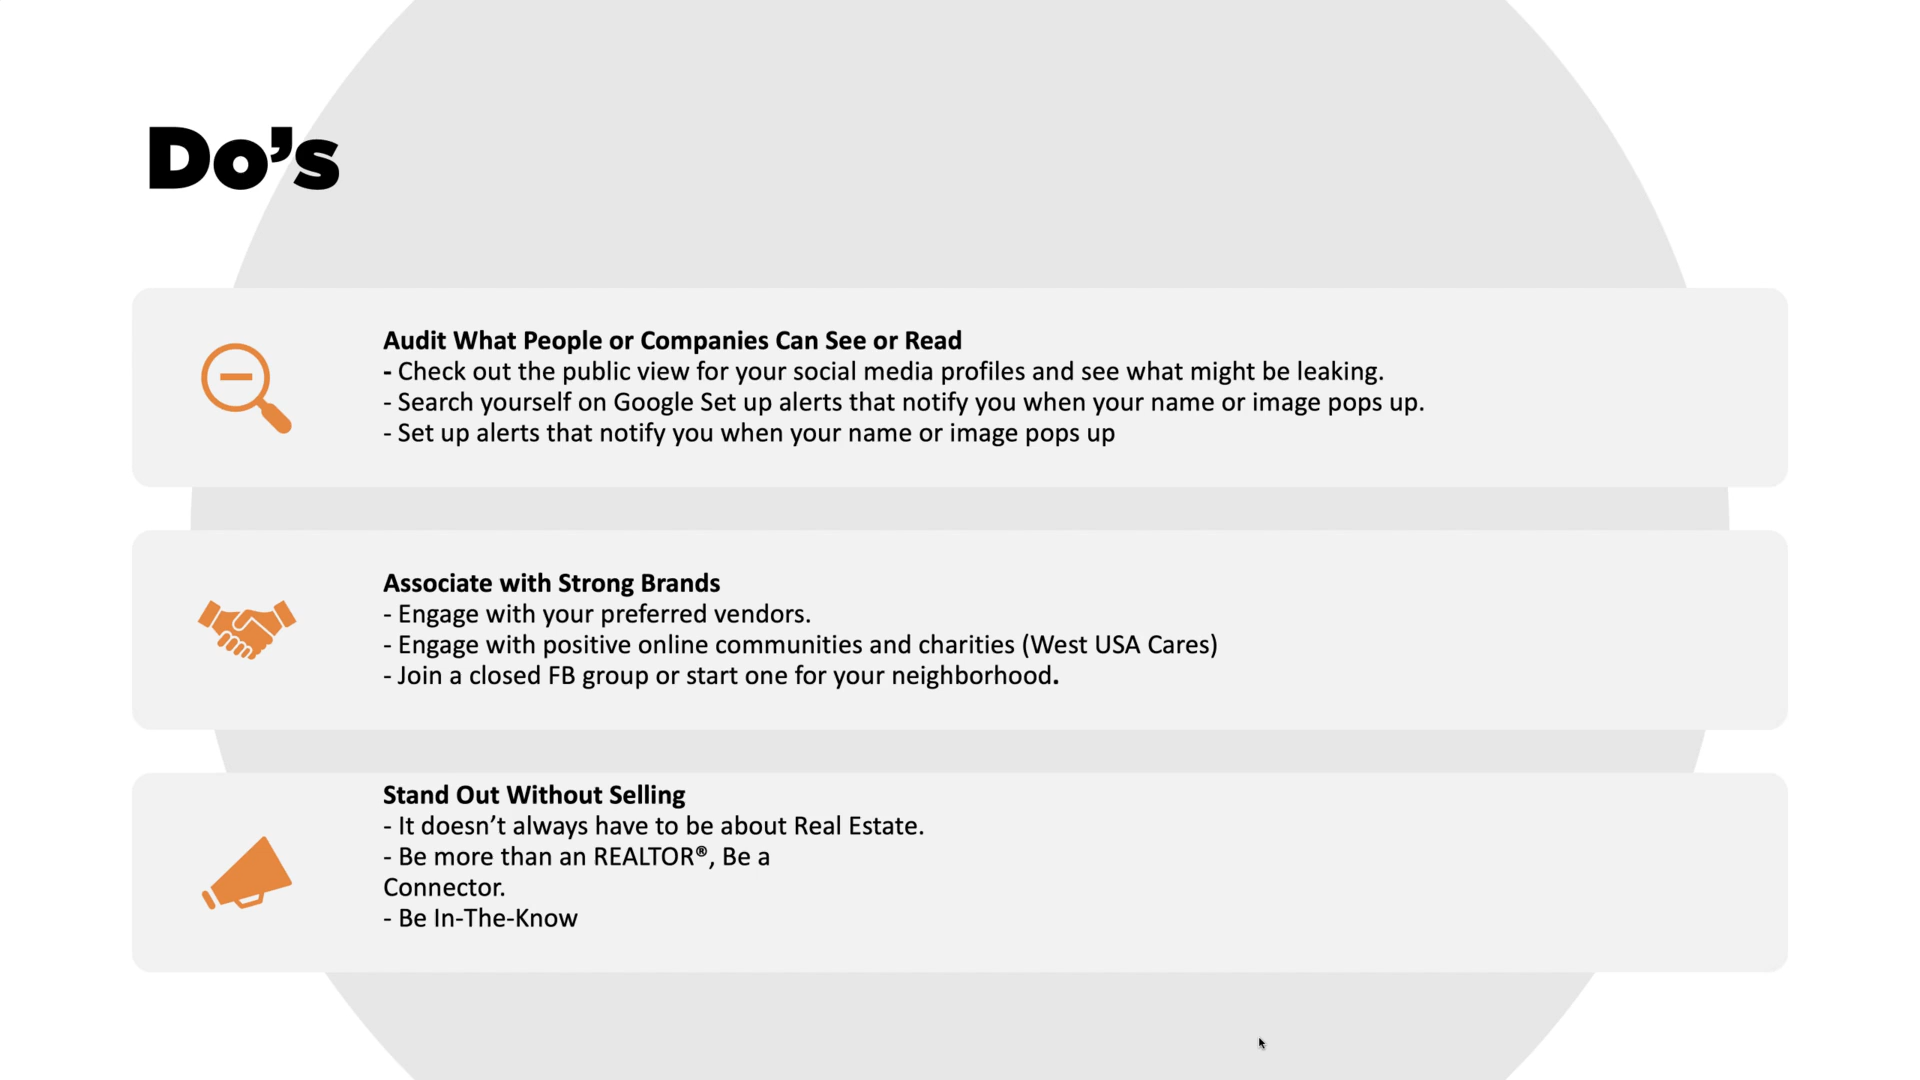 Do’s
Audit What People or Companies Can See or Read
- Check out the public view for your social media profiles and see what might be leaking.
- Search yourself on Google Set up alerts that notify you when your name or image pops up.
- Set up alerts that notify you when your name or image pops up
Associate with Strong Brands
- Engage with your preferred vendors.
- Engage with positive online communities and charities (West USA Cares)
- Join a closed FB group or start one for your neighborhood.
Stand Out Without Selling
- It doesn’t always have to be about Real Estate.
- Be more than an REALTOR®, Be a
Connector.
- Be In-The-Know